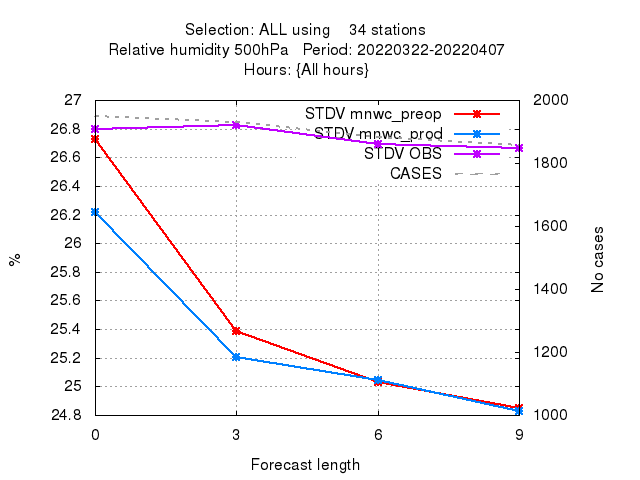 Selection: ALL using    34 stations
Relative humidity 500hPa   Period: 20220322-20220407
Hours: {All hours}
27
26.8
26.6
26.4
26.2
26
25.8
25.6
25.4
25.2
25
24.8
%
STDV mnwc_preop
STDV mnwc_prod
STDV OBS
CASES
2000
1800
1600
1400
1200
1000
No cases
0 3 6 9
Forecast length